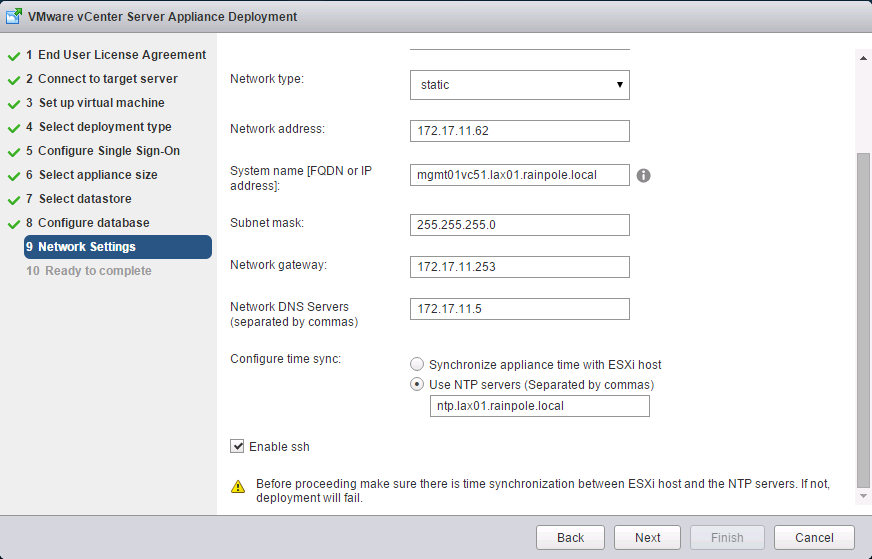 VMware vCenter Server Appliance Deployment
1 End User License Agreement
2 Connect to target server
3 Set up virtual machine
4 Select deployment type
5 Configure Single Sign-On
6 Select appliance size
7 Select datastore
8 Configure database
9 Network Settings
10 Ready to complete
Network type:
static
Network address:
172.17.11.62
System name [FQDN or IP
address]:
mgmt01vc51.lax01.rainpole.local
Subnet mask:
255.255.255.0
Network gateway:
172.17.11.253
Network DNS Servers
(separated by commas)
172.17.11.5
Configure time sync:
Synchronize appliance time with ESXi host
Use NTP servers (Separated by commas)
ntp.lax01.rainpole.local
Enable ssh
Before proceeding make sure there is time synchronization between ESXi host and the NTP servers. If not,
deployment will fail.
Back
Next
Finish
Cancel